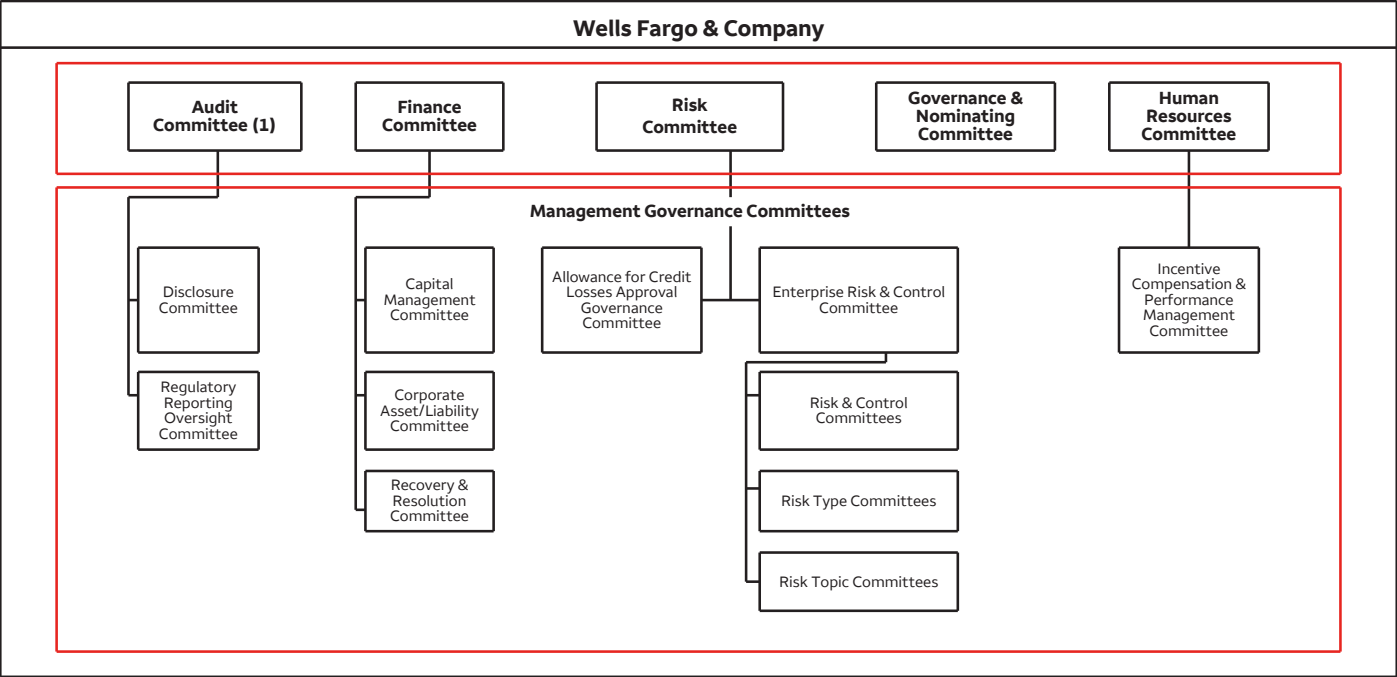 Wells Fargo & Company
Audit
Committee (1)
Finance
Committee
Risk
Committee
Governance &
Nominating
Committee
Human
Resources
Committee
Management Governance Committees
Disclosure
Committee
Capital
Management
Committee
Allowance for Credit
Losses Approval
Governance
Committee
Enterprise Risk & Control
Committee
Incentive
Compensation &
Performance
Management
Committee
Regulatory
Reporting
Oversight
Committee
Corporate
Asset/Liability
Committee
Risk & Control
Committees
Recovery &
Resolution
Committee
Risk Type Committees
Risk Topic Committees